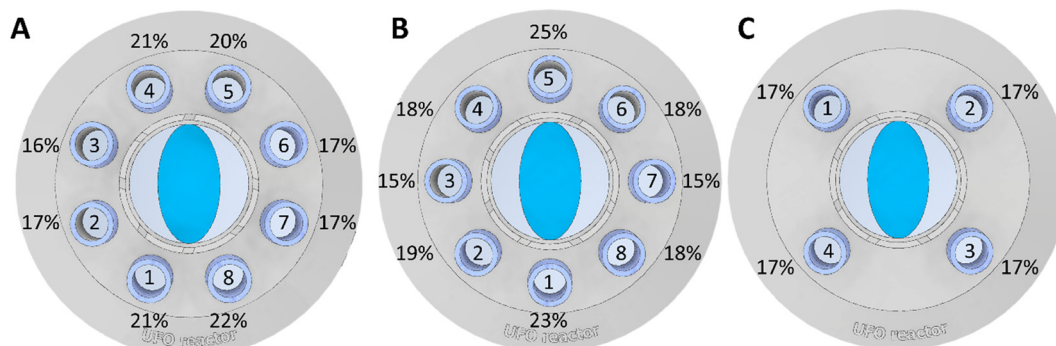 A
21% 20%
4 5
16% 3 6 17%
17% 2 7 17%
1 8
21% 22%
UFO reactor
B
25%
5
18% 4 6 18%
15% 3 7 15%
19% 2 8 18%
1
23%
UFO reactor
C
17% 1 2 17%
17% 4 3 17%
UFO reactor